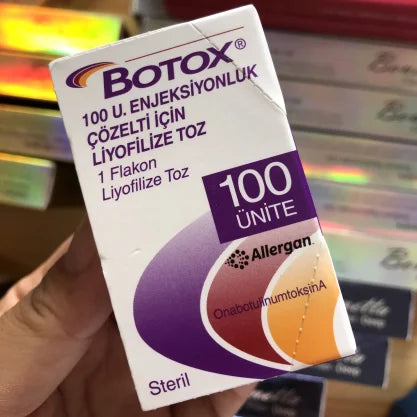 BOTOX®
100 U. ENJEKSİYONLUK
ÇÖZELTİ İÇİN
LİYOFİLİZE TOZ
1 Flakon
Liyofilize Toz
100
ÜNİTE
Allergan
OnabotulinumtoksinA
Steril